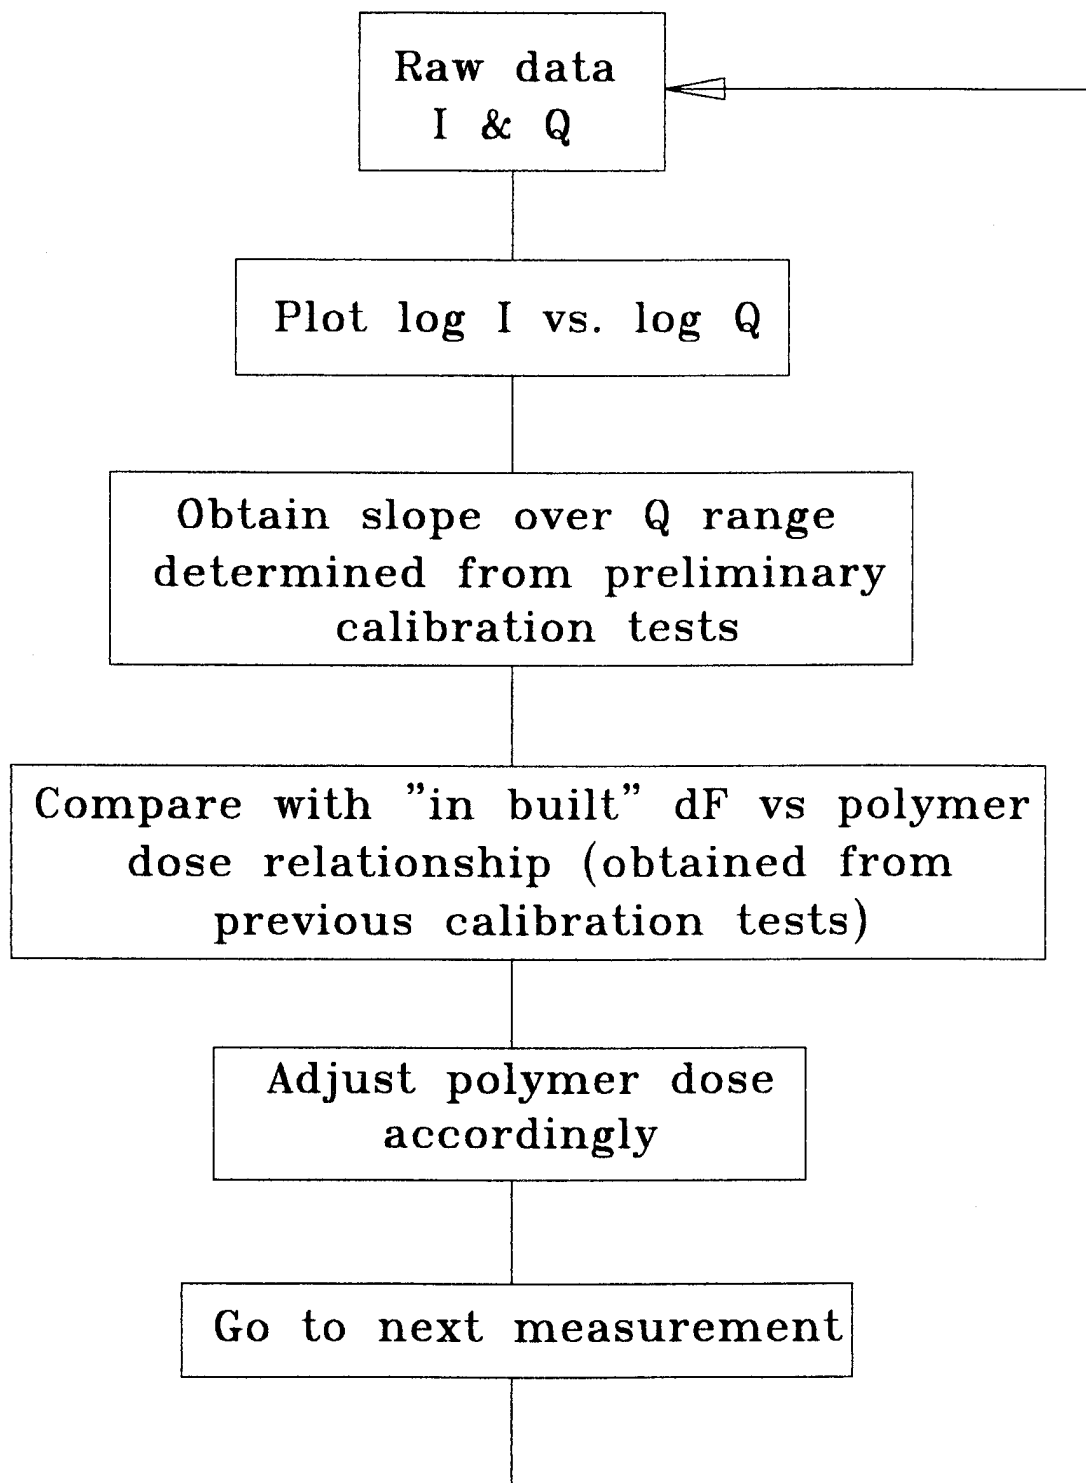 Raw data
I & Q
Plot log I vs. log Q
Obtain slope over Q range
determined from preliminary
calibration tests
Compare with ”in built” dF vs polymer
dose relationship (obtained from
previous calibration tests)
Adjust polymer dose
accordingly
Go to next measurement